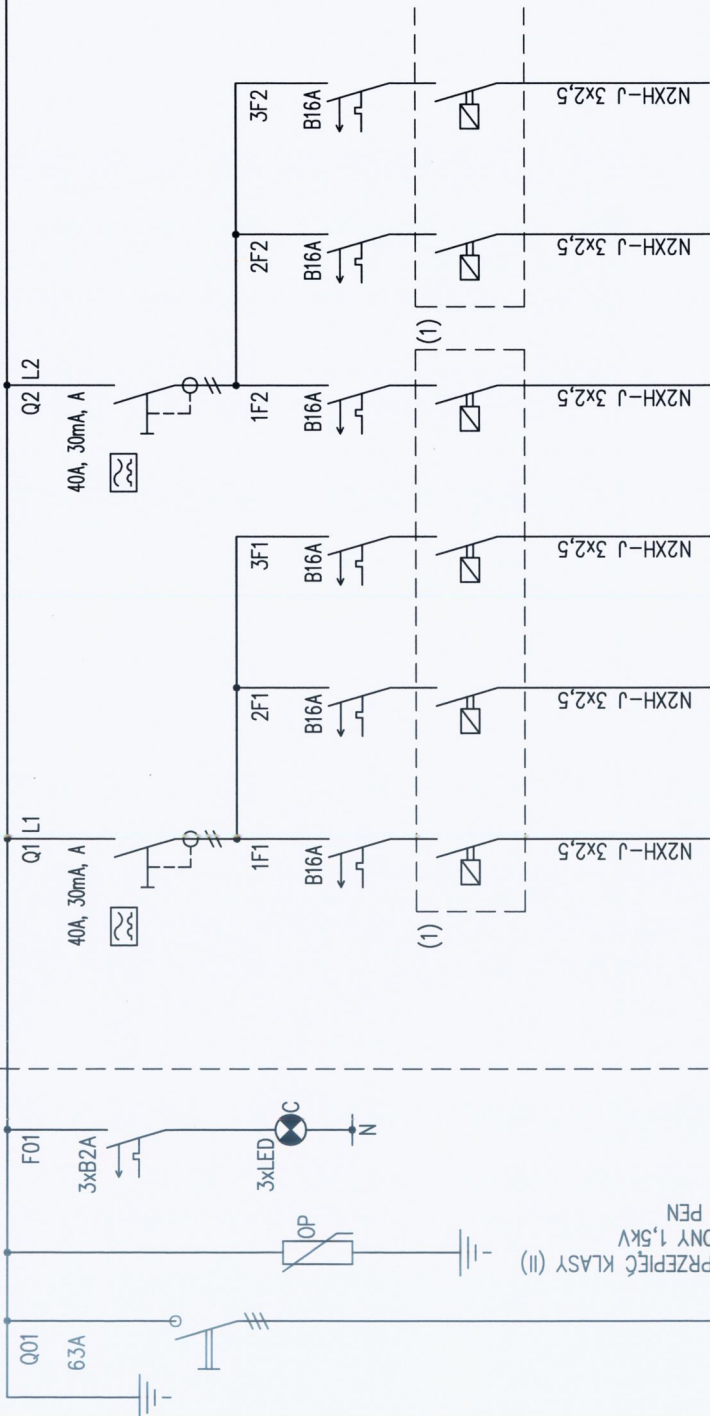 Q01
63A
OP
PRZEPIĘĆ KLASY (II)
ONY 1,5kV
PEN
F01
3xB2A
3xLED
C
N
Q1 L1
40A, 30mA, A
1F1
B16A
(1)
N2XH-J 3x2,5
2F1
B16A
N2XH-J 3x2,5
3F1
B16A
N2XH-J 3x2,5
Q2 L2
40A, 30mA, A
1F2
B16A
(1)
N2XH-J 3x2,5
2F2
B16A
N2XH-J 3x2,5
3F2
B16A
N2XH-J 3x2,5